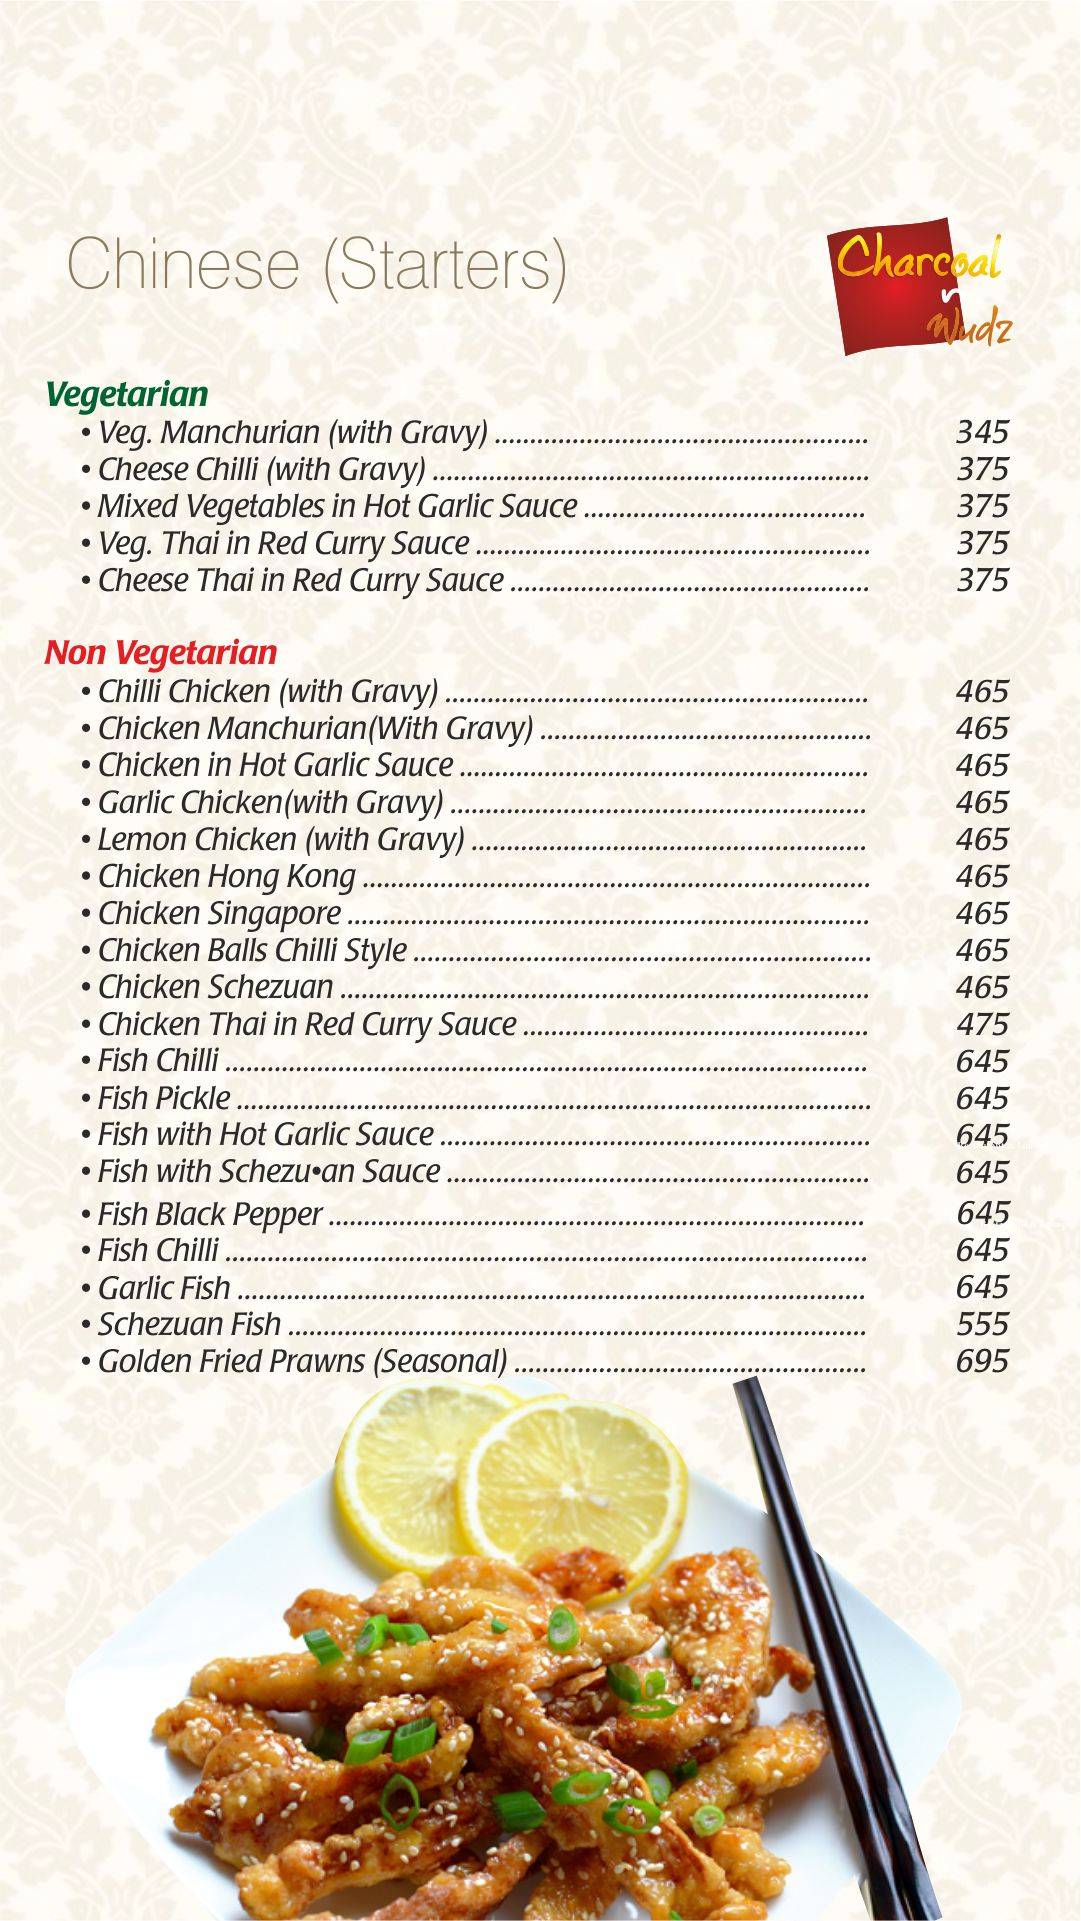 Chinese (Starters)
Charcoal
n
Wudz
Vegetarian
• Veg. Manchurian (with Gravy) ..................................................... 345
• Cheese Chilli (with Gravy) .............................................................. 375
• Mixed Vegetables in Hot Garlic Sauce ........................................ 375
• Veg. Thai in Red Curry Sauce ........................................................ 375
• Cheese Thai in Red Curry Sauce ................................................... 375
Non Vegetarian
• Chilli Chicken (with Gravy) ............................................................ 465
• Chicken Manchurian(With Gravy) ............................................... 465
• Chicken in Hot Garlic Sauce .......................................................... 465
• Garlic Chicken(with Gravy) ........................................................... 465
• Lemon Chicken (with Gravy) ........................................................ 465
• Chicken Hong Kong ........................................................................ 465
• Chicken Singapore .......................................................................... 465
• Chicken Balls Chilli Style ................................................................. 465
• Chicken Schezuan ........................................................................... 465
• Chicken Thai in Red Curry Sauce ................................................. 475
• Fish Chilli ........................................................................................... 645
• Fish Pickle .......................................................................................... 645
• Fish with Hot Garlic Sauce ............................................................. 645
• Fish with Schezu•an Sauce ............................................................ 645
• Fish Black Pepper ............................................................................ 645
• Fish Chilli ........................................................................................... 645
• Garlic Fish ......................................................................................... 645
• Schezuan Fish .................................................................................. 555
• Golden Fried Prawns (Seasonal) .................................................. 695